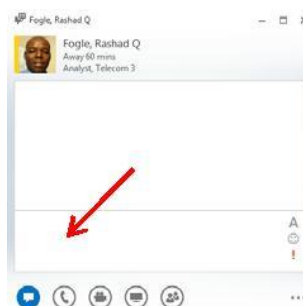 Fogle, Rashad Q
Fogle, Rashad Q
Away 60 mins
Analyst, Telecom 3
A
!